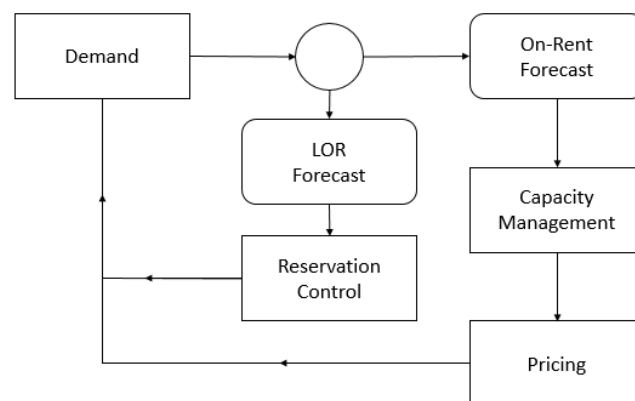 Demand
On-Rent
Forecast
LOR
Forecast
Capacity
Management
Reservation
Control
Pricing